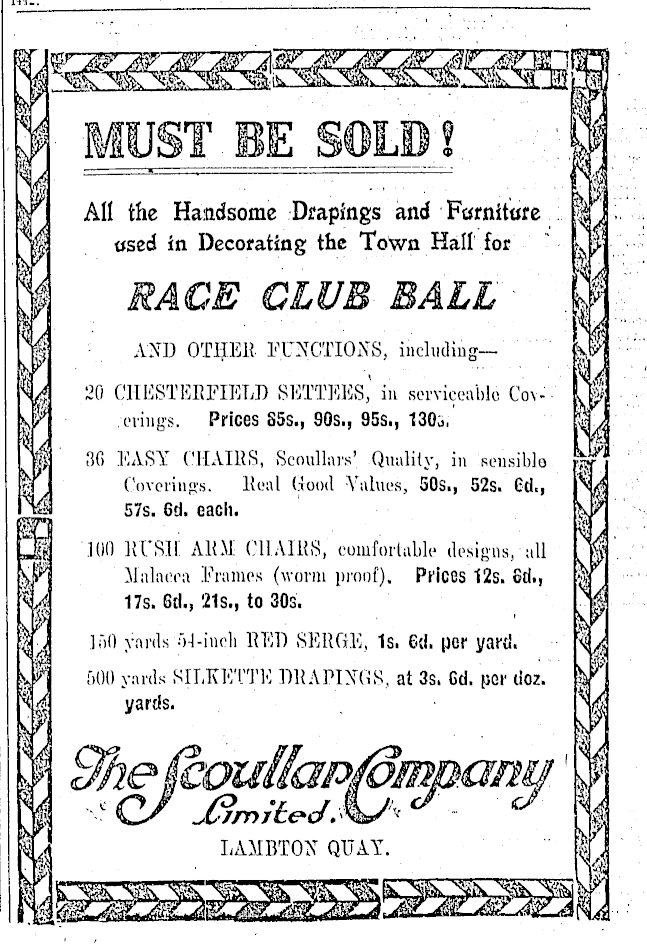 MUST BE SOLD!
All the Handsome Drapings and Furniture
used in Decorating the Town Hall for
RACE CLUB BALL
AND OTHER FUNCTIONS, including—
20 CHESTERFIELD SETTEES, in serviceable Cov-
erings. Prices 85s., 90s., 95s., 130s.
36 EASY CHAIRS, Scoullars' Quality, in sensible
Coverings. Real Good Values, 50s., 52s. 6d.,
57s. 6d. each.
100 RUSH ARM CHAIRS, comfortable designs, all
Malacca Frames (worm proof). Prices 12s. 6d.,
17s. 6d., 21s., to 30s.
150 yards 54-inch RED SERGE, 1s. 6d. per yard.
500 yards SILKETTE DRAPINGS, at 3s. 6d. per doz.
yards.
The Scoullar Company
Limited.
LAMBTON QUAY.